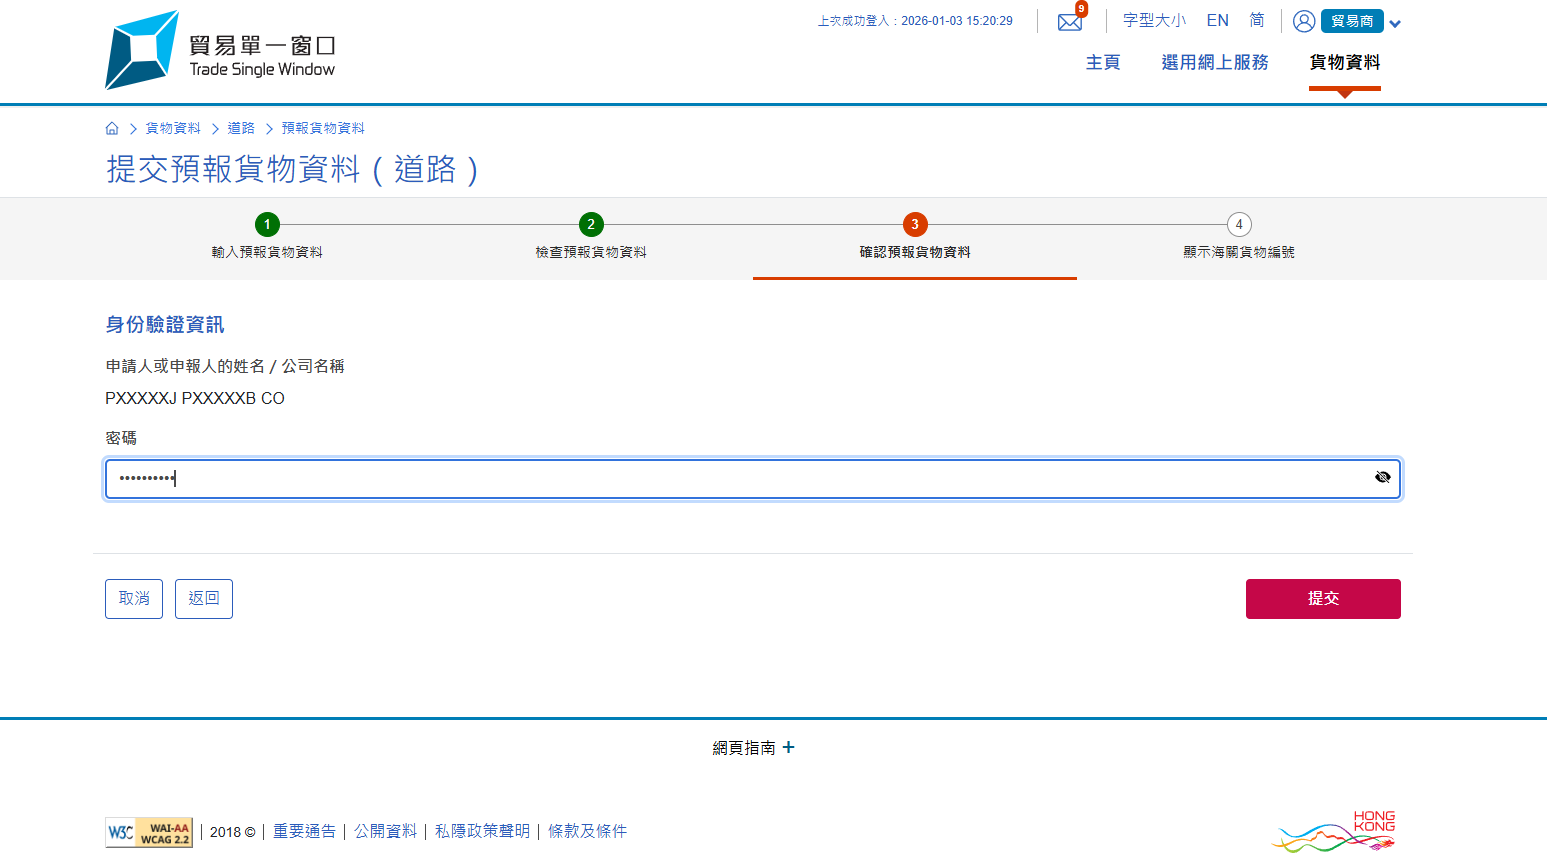 貿易單一窗口
Trade Single Window
上次成功登入：2026-01-03 15:20:29
9
字型大小
EN
简
貿易商
主頁
選用網上服務
貨物資料
貨物資料
道路
預報貨物資料
提交預報貨物資料 ( 道路 )
1
輸入預報貨物資料
2
檢查預報貨物資料
3
確認預報貨物資料
4
顯示海關貨物編號
身份驗證資訊
申請人或申報人的姓名 / 公司名稱
PXXXXXJ PXXXXXB CO
密碼
••••••••••
取消
返回
提交
網頁指南 +
W3C WAI-AA WCAG 2.2
2018 © | 重要通告 | 公開資料 | 私隱政策聲明 | 條款及條件
HONG
KONG